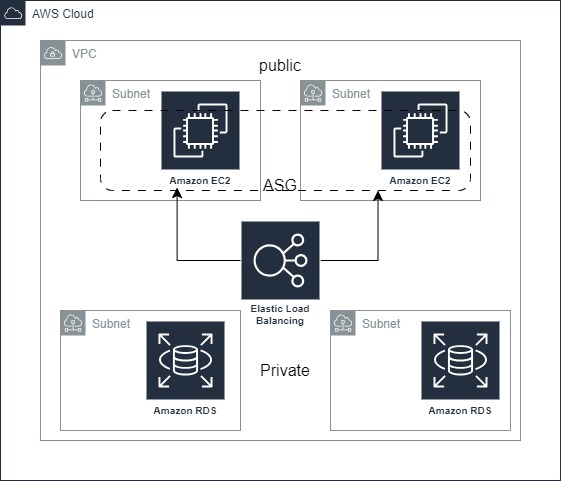 AWS Cloud
VPC
public
Subnet
Subnet
Amazon EC2
Amazon EC2
ASG
Elastic Load
Balancing
Subnet
Subnet
Private
Amazon RDS
Amazon RDS